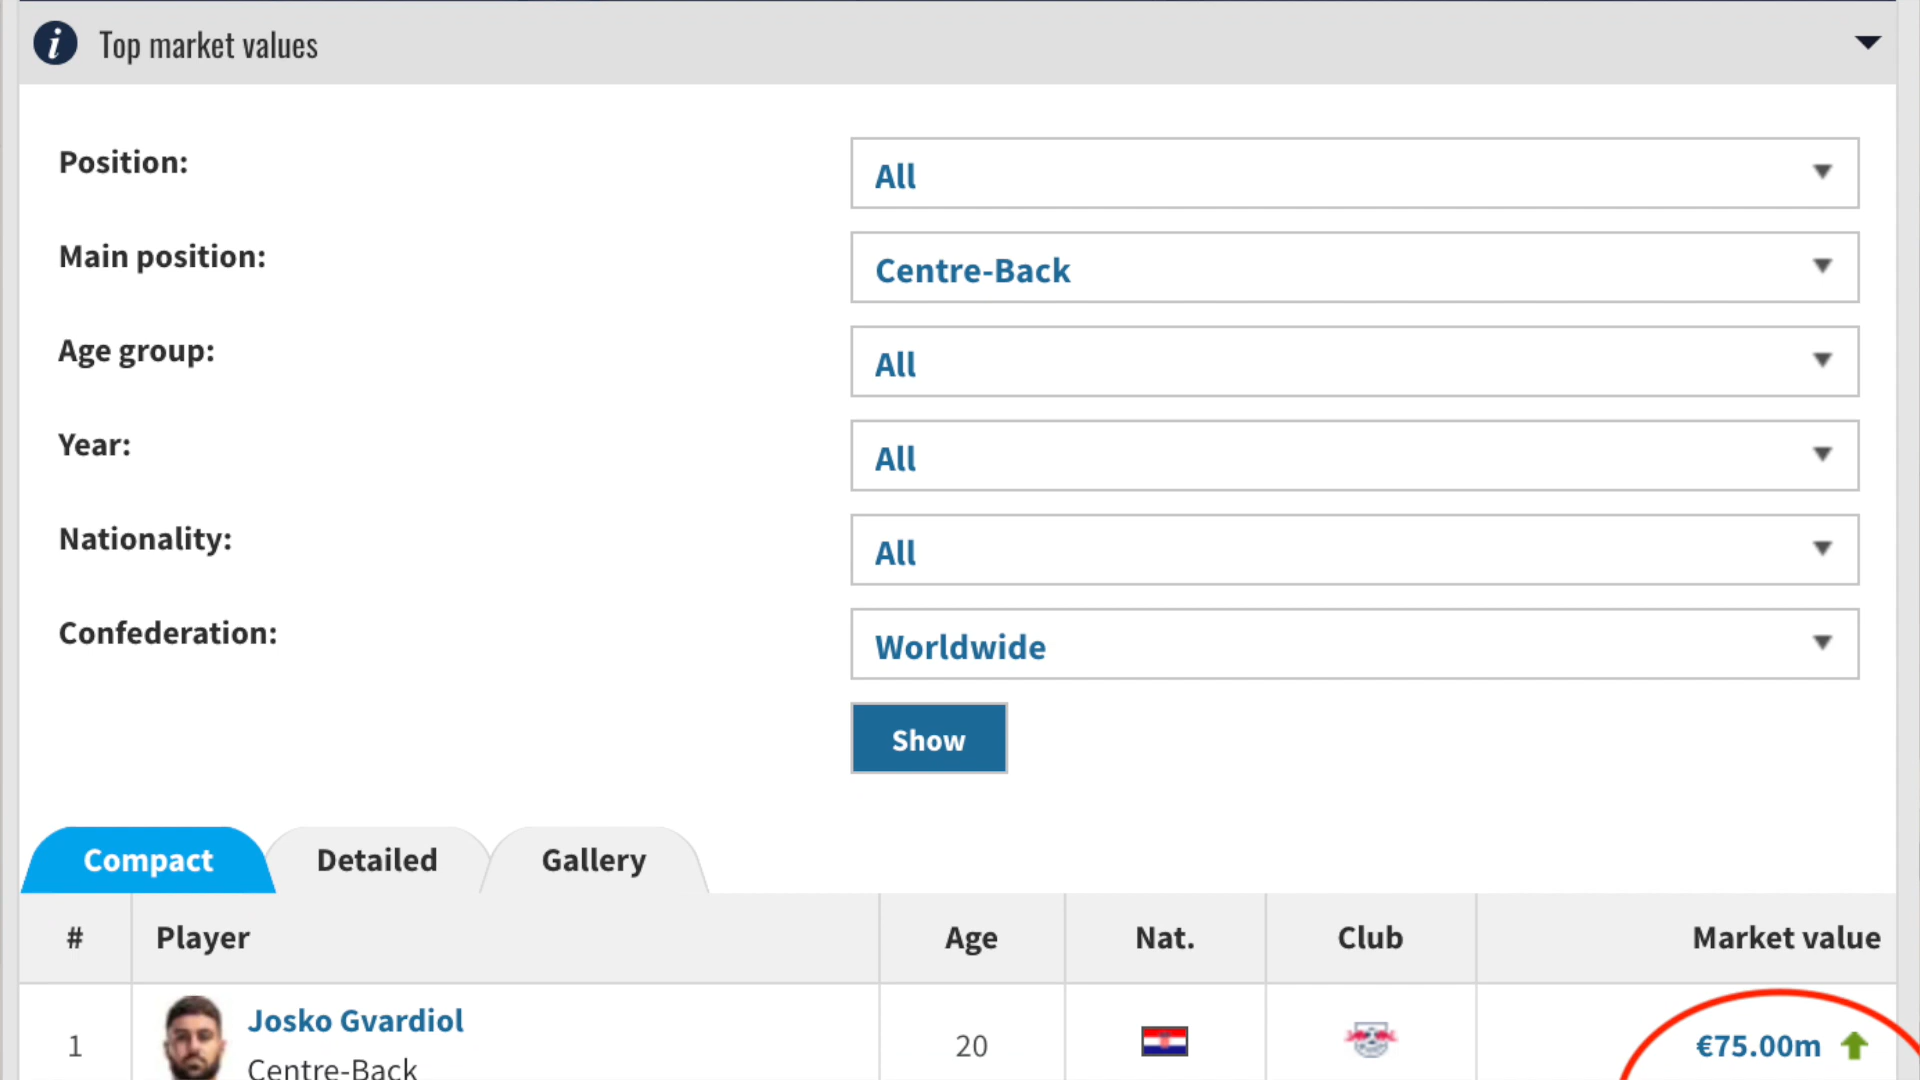 i Top market values
Position: All
Main position: Centre-Back
Age group: All
Year: All
Nationality: All
Confederation: Worldwide
Show
Compact Detailed Gallery
# Player Age Nat. Club Market value
1 Josko Gvardiol 20 €75.00m
Centre-Back